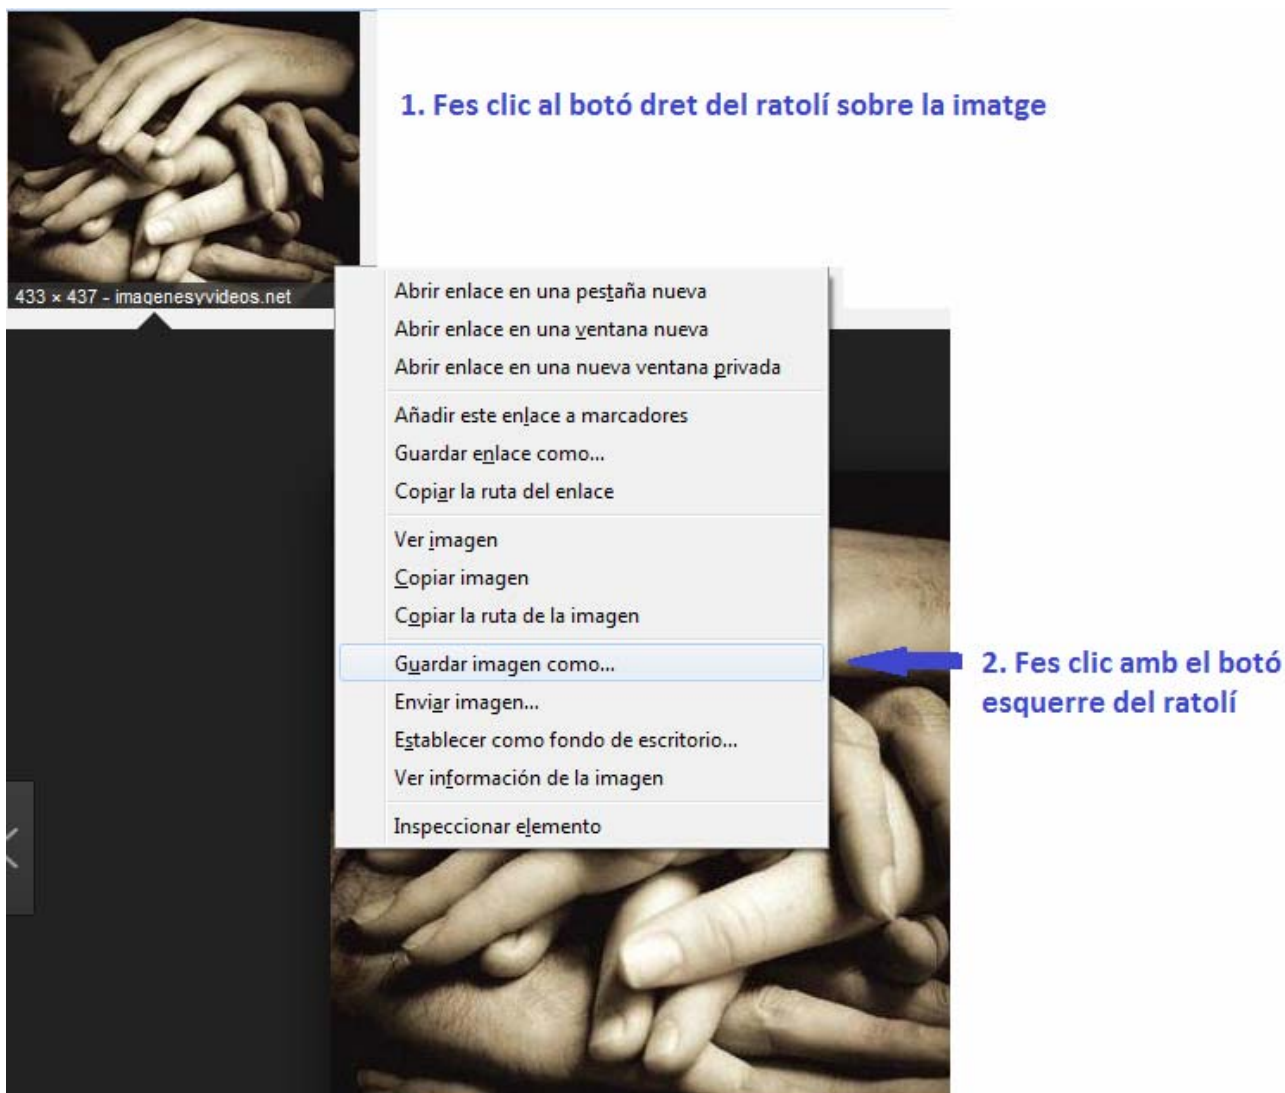 1. Fes clic al botó dret del ratolí sobre la imatge
433 × 437 - imagenesyvideos.net
Abrir enlace en una pestaña nueva
Abrir enlace en una ventana nueva
Abrir enlace en una nueva ventana privada
Añadir este enlace a marcadores
Guardar enlace como...
Copiar la ruta del enlace
Ver imagen
Copiar imagen
Copiar la ruta de la imagen
Guardar imagen como...
2. Fes clic amb el botó
esquerre del ratolí
Enviar imagen...
Establecer como fondo de escritorio...
Ver información de la imagen
Inspeccionar elemento